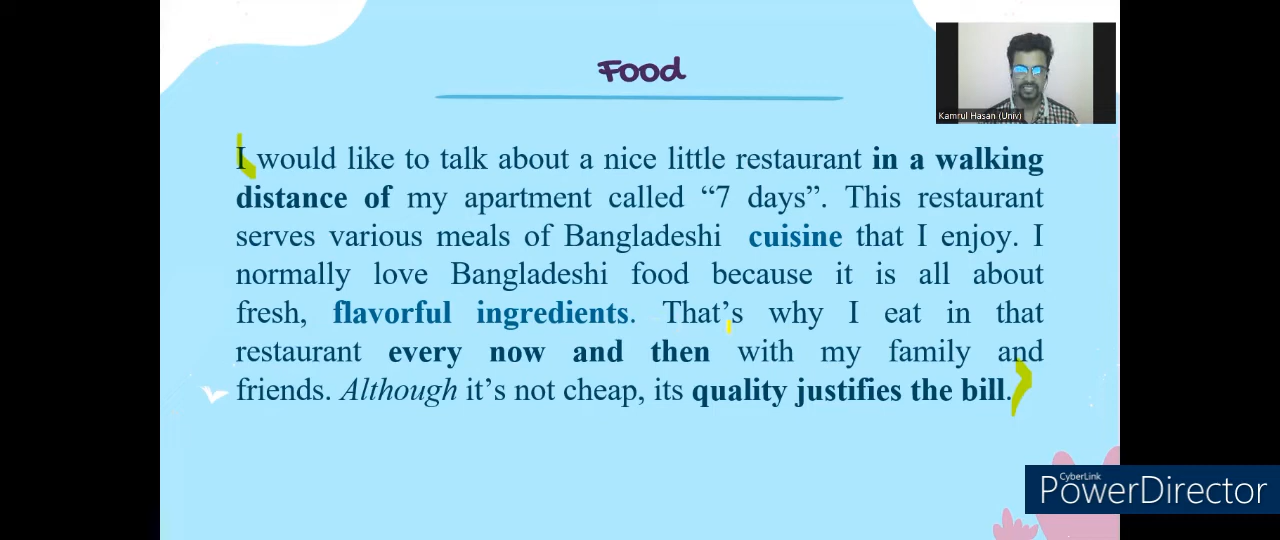 Food
Kamrul Hasan (Univ)
I would like to talk about a nice little restaurant in a walking
distance of my apartment called “7 days”. This restaurant
serves various meals of Bangladeshi cuisine that I enjoy. I
normally love Bangladeshi food because it is all about
fresh, flavorful ingredients. That’s why I eat in that
restaurant every now and then with my family and
friends. Although it’s not cheap, its quality justifies the bill.
CyberLink
PowerDirector